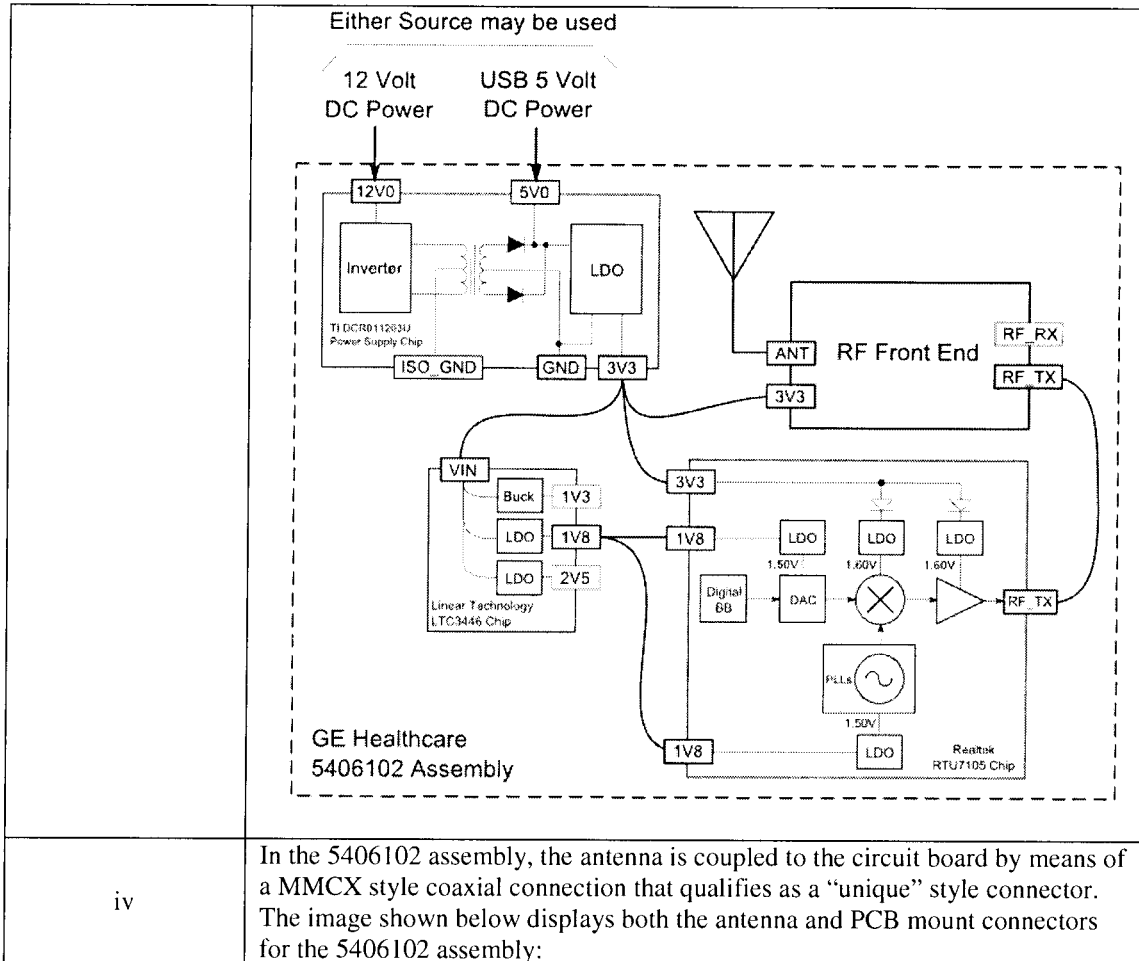 Either Source may be used
12 Volt
DC Power
USB 5 Volt
DC Power
12V0
5V0
Inverter
LDO
TI DCR011203U
Power Supply Chip
ISO_GND
GND
3V3
ANT
3V3
RF Front End
RF_RX
RF_TX
VIN
Buck
1V3
LDO
1V8
LDO
2V5
Linear Technology
LTC3446 Chip
3V3
1V8
LDO
LDO
LDO
1.50V
1.60V
1.60V
Digital
BB
DAC
RF_TX
PLLs
1.50V
1V8
LDO
Realtek
RTU7105 Chip
GE Healthcare
5406102 Assembly
iv
In the 5406102 assembly, the antenna is coupled to the circuit board by means of
a MMCX style coaxial connection that qualifies as a “unique” style connector.
The image shown below displays both the antenna and PCB mount connectors
for the 5406102 assembly: